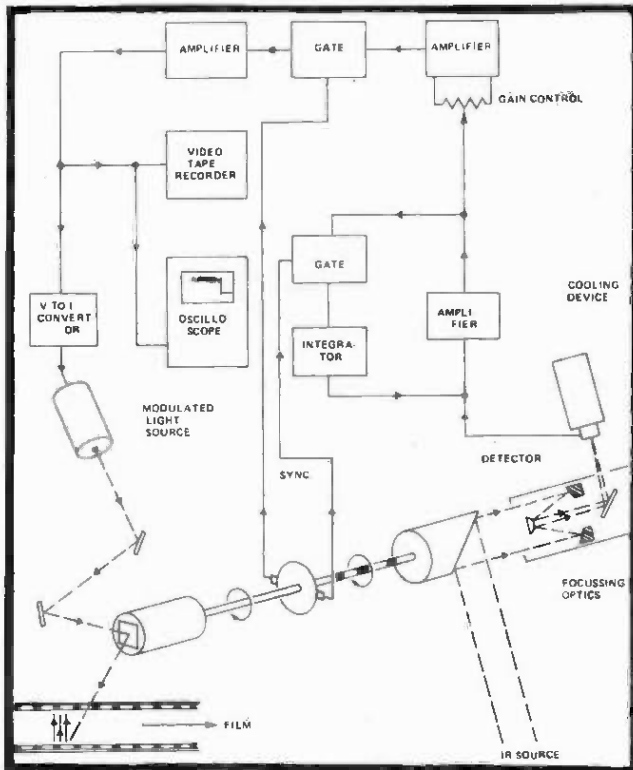 AMPLIFIER
GATE
AMPLIFIER
GAIN CONTROL
VIDEO
TAPE
RECORDER
GATE
COOLING
DEVICE
V TO I
CONVERT
OR
OSCILLO
SCOPE
INTEGRA-
TOR
AMPLI
FIER
MODULATED
LIGHT
SOURCE
DETECTOR
SYNC
FOCUSSING
OPTICS
FILM
IR SOURCE